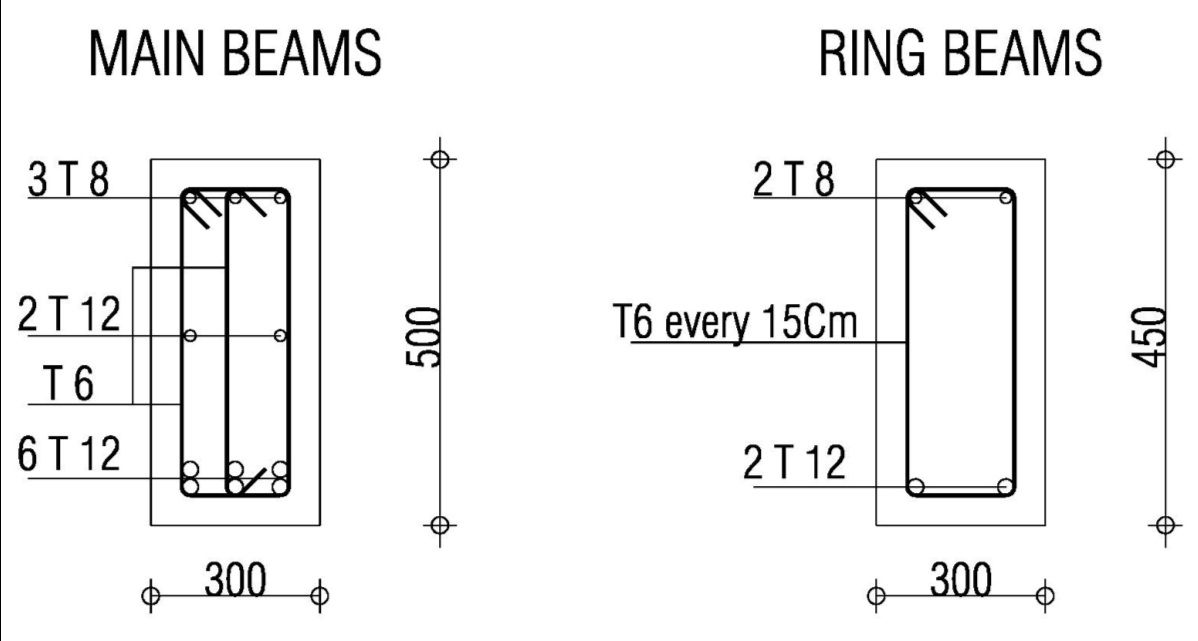 MAIN BEAMS
3 T 8
2 T 12
T 6
6 T 12
500
300
RING BEAMS
2 T 8
T6 every 15Cm
2 T 12
450
300